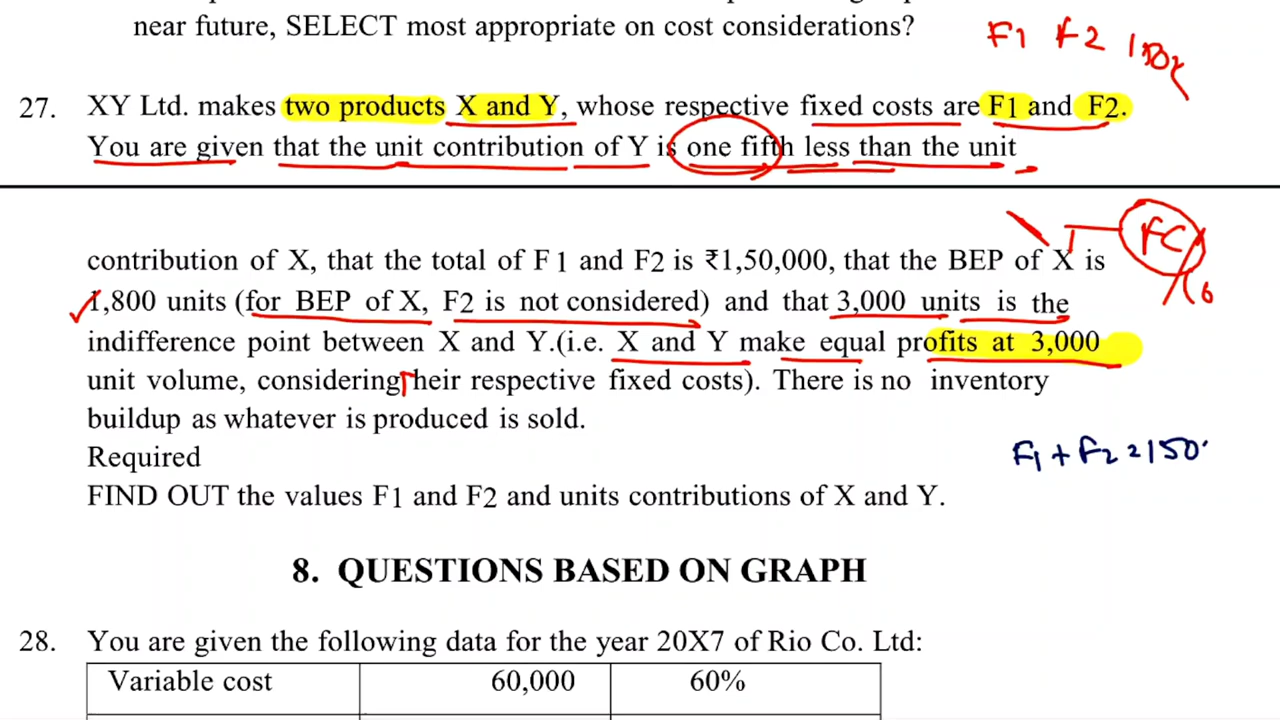 near future, SELECT most appropriate on cost considerations?
F1 F2
27. XY Ltd. makes two products X and Y, whose respective fixed costs are F1 and F2.
You are given that the unit contribution of Y is one fifth less than the unit
contribution of X, that the total of F1 and F2 is ₹1,50,000, that the BEP of X is
FC
1,800 units (for BEP of X, F2 is not considered) and that 3,000 units is the
indifference point between X and Y.(i.e. X and Y make equal profits at 3,000
unit volume, considering their respective fixed costs). There is no inventory
buildup as whatever is produced is sold.
F1 + F2 = 150
Required
FIND OUT the values F1 and F2 and units contributions of X and Y.
8. QUESTIONS BASED ON GRAPH
28. You are given the following data for the year 20X7 of Rio Co. Ltd:
Variable cost 60,000 60%